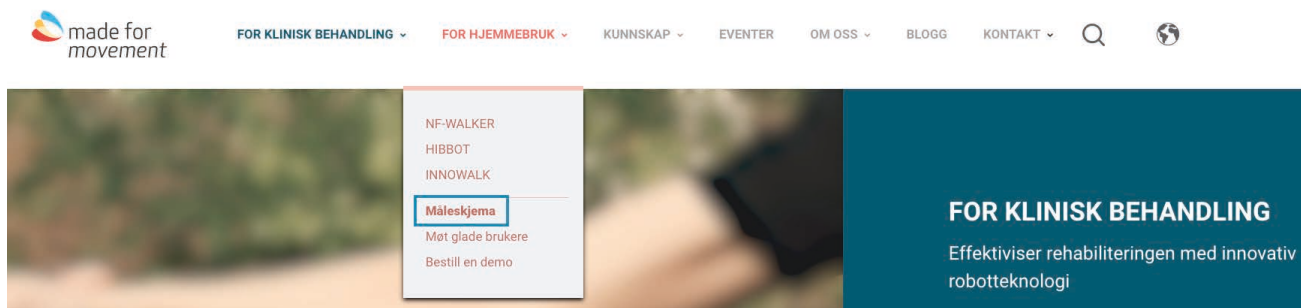 made for
movement
FOR KLINISK BEHANDLING
FOR HJEMMEBRUK
KUNNSKAP
EVENTER
OM OSS
BLOGG
KONTAKT
NF-WALKER
HIBBOT
INNOWALK
Måleskjema
Møt glade brukere
Bestill en demo
FOR KLINISK BEHANDLING
Effektiviser rehabiliteringen med innovativ
robotteknologi